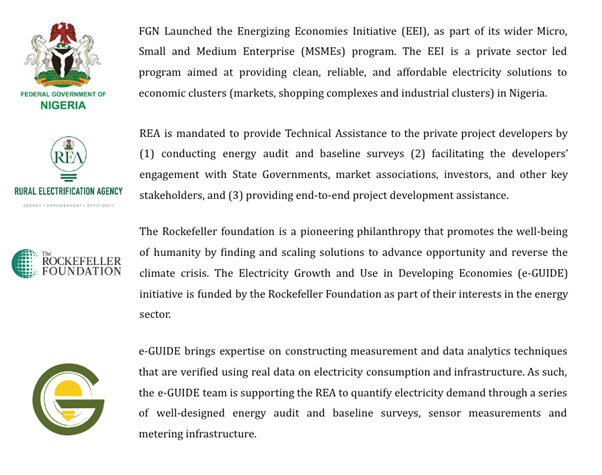 FGN Launched the Energizing Economies Initiative (EEI), as part of its wider Micro,
Small and Medium Enterprise (MSMEs) program. The EEI is a private sector led
program aimed at providing clean, reliable, and affordable electricity solutions to
economic clusters (markets, shopping complexes and industrial clusters) in Nigeria.
FEDERAL GOVERNMENT OF
NIGERIA
REA is mandated to provide Technical Assistance to the private project developers by
(1) conducting energy audit and baseline surveys (2) facilitating the developers'
engagement with State Governments, market associations, investors, and other key
stakeholders, and (3) providing end-to-end project development assistance.
REA
RURAL ELECTRIFICATION AGENCY
ENERGY • EMPOWERMENT • EFFICIENCY
The Rockefeller foundation is a pioneering philanthropy that promotes the well-being
of humanity by finding and scaling solutions to advance opportunity and reverse the
climate crisis. The Electricity Growth and Use in Developing Economies (e-GUIDE)
initiative is funded by the Rockefeller Foundation as part of their interests in the energy
sector.
The
ROCKEFELLER
FOUNDATION
e-GUIDE brings expertise on constructing measurement and data analytics techniques
that are verified using real data on electricity consumption and infrastructure. As such,
the e-GUIDE team is supporting the REA to quantify electricity demand through a series
of well-designed energy audit and baseline surveys, sensor measurements and
metering infrastructure.